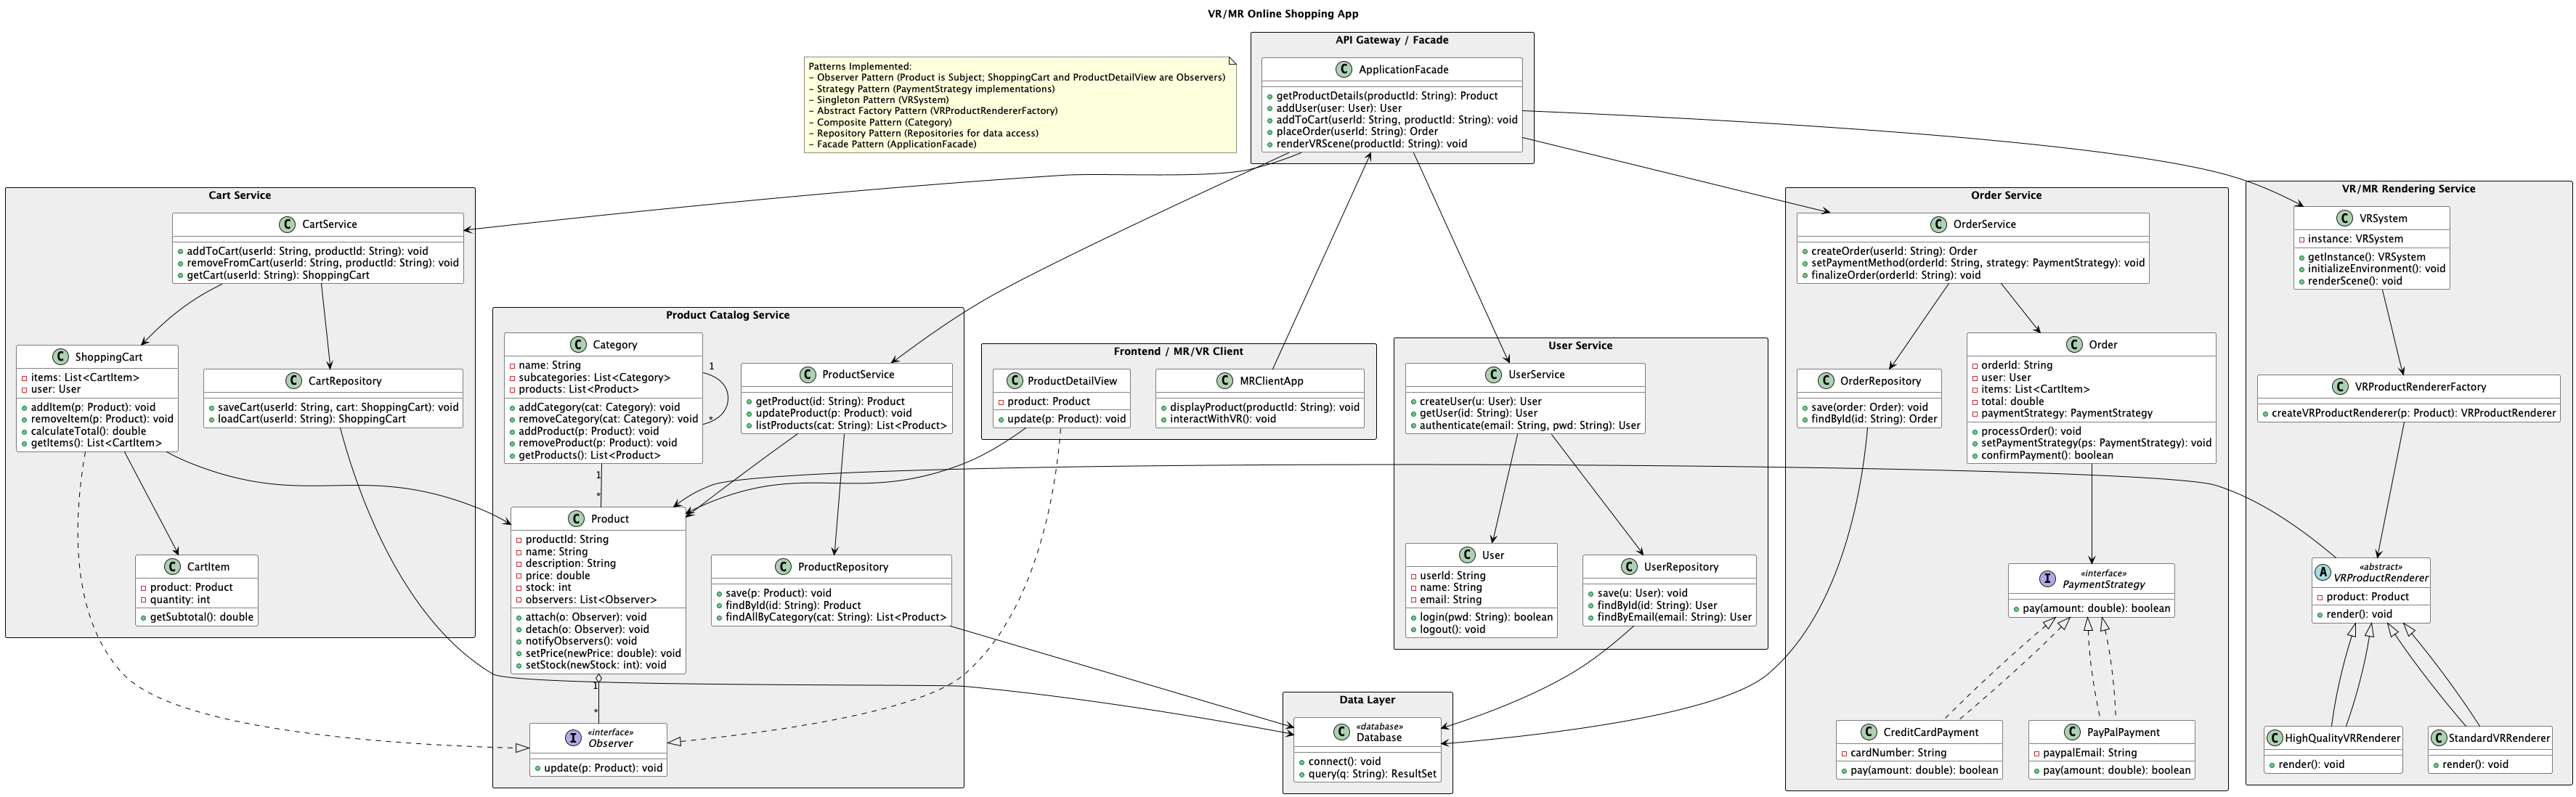 VR/MR Online Shopping App
API Gateway / Facade
C ApplicationFacade
getProductDetails(productId: String): Product
addUser(user: User): User
addToCart(userId: String, productId: String): void
placeOrder(userId: String): Order
renderVRScene(productId: String): void
Patterns Implemented:
- Observer Pattern (Product is Subject; ShoppingCart and ProductDetailView are Observers)
- Strategy Pattern (PaymentStrategy implementations)
- Singleton Pattern (VRSystem)
- Abstract Factory Pattern (VRProductRendererFactory)
- Composite Pattern (Category)
- Repository Pattern (Repositories for data access)
- Facade Pattern (ApplicationFacade)
Cart Service
C CartService
addToCart(userId: String, productId: String): void
removeFromCart(userId: String, productId: String): void
getCart(userId: String): ShoppingCart
C ShoppingCart
items: List<CartItem>
user: User
addItem(p: Product): void
removeItem(p: Product): void
calculateTotal(): double
getItems(): List<CartItem>
C CartRepository
saveCart(userId: String, cart: ShoppingCart): void
loadCart(userId: String): ShoppingCart
C CartItem
product: Product
quantity: int
getSubtotal(): double
Product Catalog Service
C Category
name: String
subcategories: List<Category>
products: List<Product>
addCategory(cat: Category): void
removeCategory(cat: Category): void
addProduct(p: Product): void
removeProduct(p: Product): void
getProducts(): List<Product>
1
*
1
*
C ProductService
getProduct(id: String): Product
updateProduct(p: Product): void
listProducts(cat: String): List<Product>
C Product
productId: String
name: String
description: String
price: double
stock: int
observers: List<Observer>
attach(o: Observer): void
detach(o: Observer): void
notifyObservers(): void
setPrice(newPrice: double): void
setStock(newStock: int): void
1
*
C ProductRepository
save(p: Product): void
findById(id: String): Product
findAllByCategory(cat: String): List<Product>
I «interface»
Observer
update(p: Product): void
Frontend / MR/VR Client
C ProductDetailView
product: Product
update(p: Product): void
C MRClientApp
displayProduct(productId: String): void
interactWithVR(): void
User Service
C UserService
createUser(u: User): User
getUser(id: String): User
authenticate(email: String, pwd: String): User
C User
userId: String
name: String
email: String
login(pwd: String): boolean
logout(): void
C UserRepository
save(u: User): void
findById(id: String): User
findByEmail(email: String): User
Data Layer
C «database»
Database
connect(): void
query(q: String): ResultSet
Order Service
C OrderService
createOrder(userId: String): Order
setPaymentMethod(orderId: String, strategy: PaymentStrategy): void
finalizeOrder(orderId: String): void
C OrderRepository
save(order: Order): void
findById(id: String): Order
C Order
orderId: String
user: User
items: List<CartItem>
total: double
paymentStrategy: PaymentStrategy
processOrder(): void
setPaymentStrategy(ps: PaymentStrategy): void
confirmPayment(): boolean
I «interface»
PaymentStrategy
pay(amount: double): boolean
C CreditCardPayment
cardNumber: String
pay(amount: double): boolean
C PayPalPayment
paypalEmail: String
pay(amount: double): boolean
VR/MR Rendering Service
C VRSystem
instance: VRSystem
getInstance(): VRSystem
initializeEnvironment(): void
renderScene(): void
C VRProductRendererFactory
createVRProductRenderer(p: Product): VRProductRenderer
A «abstract»
VRProductRenderer
product: Product
render(): void
C HighQualityVRRenderer
render(): void
C StandardVRRenderer
render(): void